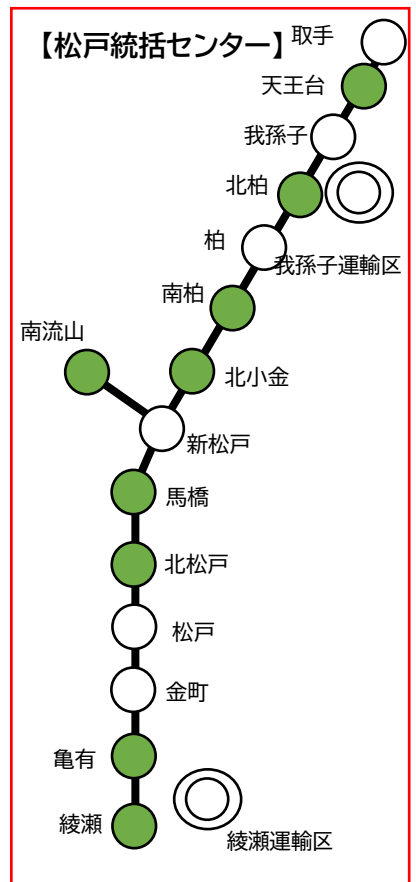 【松戸統括センター】
取手
天王台
我孫子
北柏
柏
我孫子運輸区
南柏
南流山
北小金
新松戸
馬橋
北松戸
松戸
金町
亀有
綾瀬
綾瀬運輸区